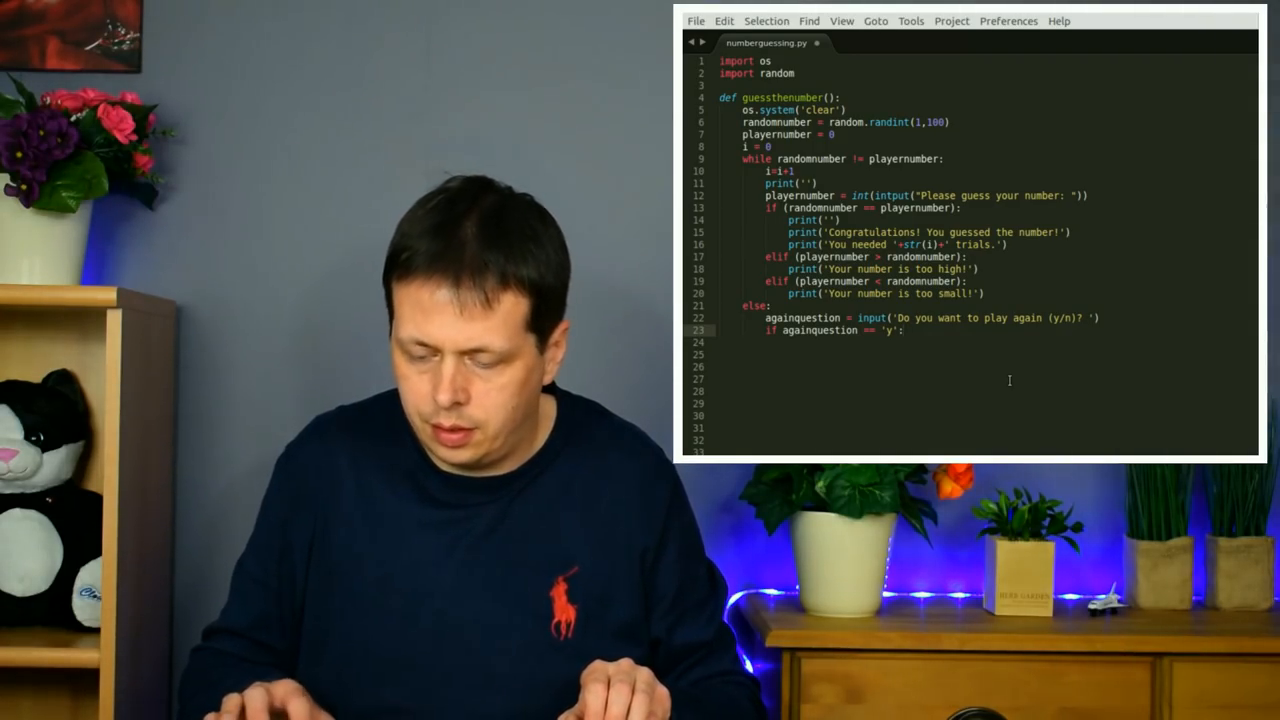 File Edit Selection Find View Goto Tools Project Preferences Help
numberguessing.py
1 import os
2 import random
3
4 def guessthenumber():
5 os.system('clear')
6 randomnumber = random.randint(1,100)
7 playernumber = 0
8 i = 0
9 while randomnumber != playernumber:
10 i=i+1
11 print('')
12 playernumber = int(intput("Please guess your number: "))
13 if (randomnumber == playernumber):
14 print('')
15 print('Congratulations! You guessed the number!')
16 print('You needed '+str(i)+' trials.')
17 elif (playernumber > randomnumber):
18 print('Your number is too high!')
19 elif (playernumber < randomnumber):
20 print('Your number is too small!')
21 else:
22 againquestion = input('Do you want to play again (y/n)? ')
23 if againquestion == 'y':
24
25
26
27
28
29
30
31
32
33
HERB GARDEN